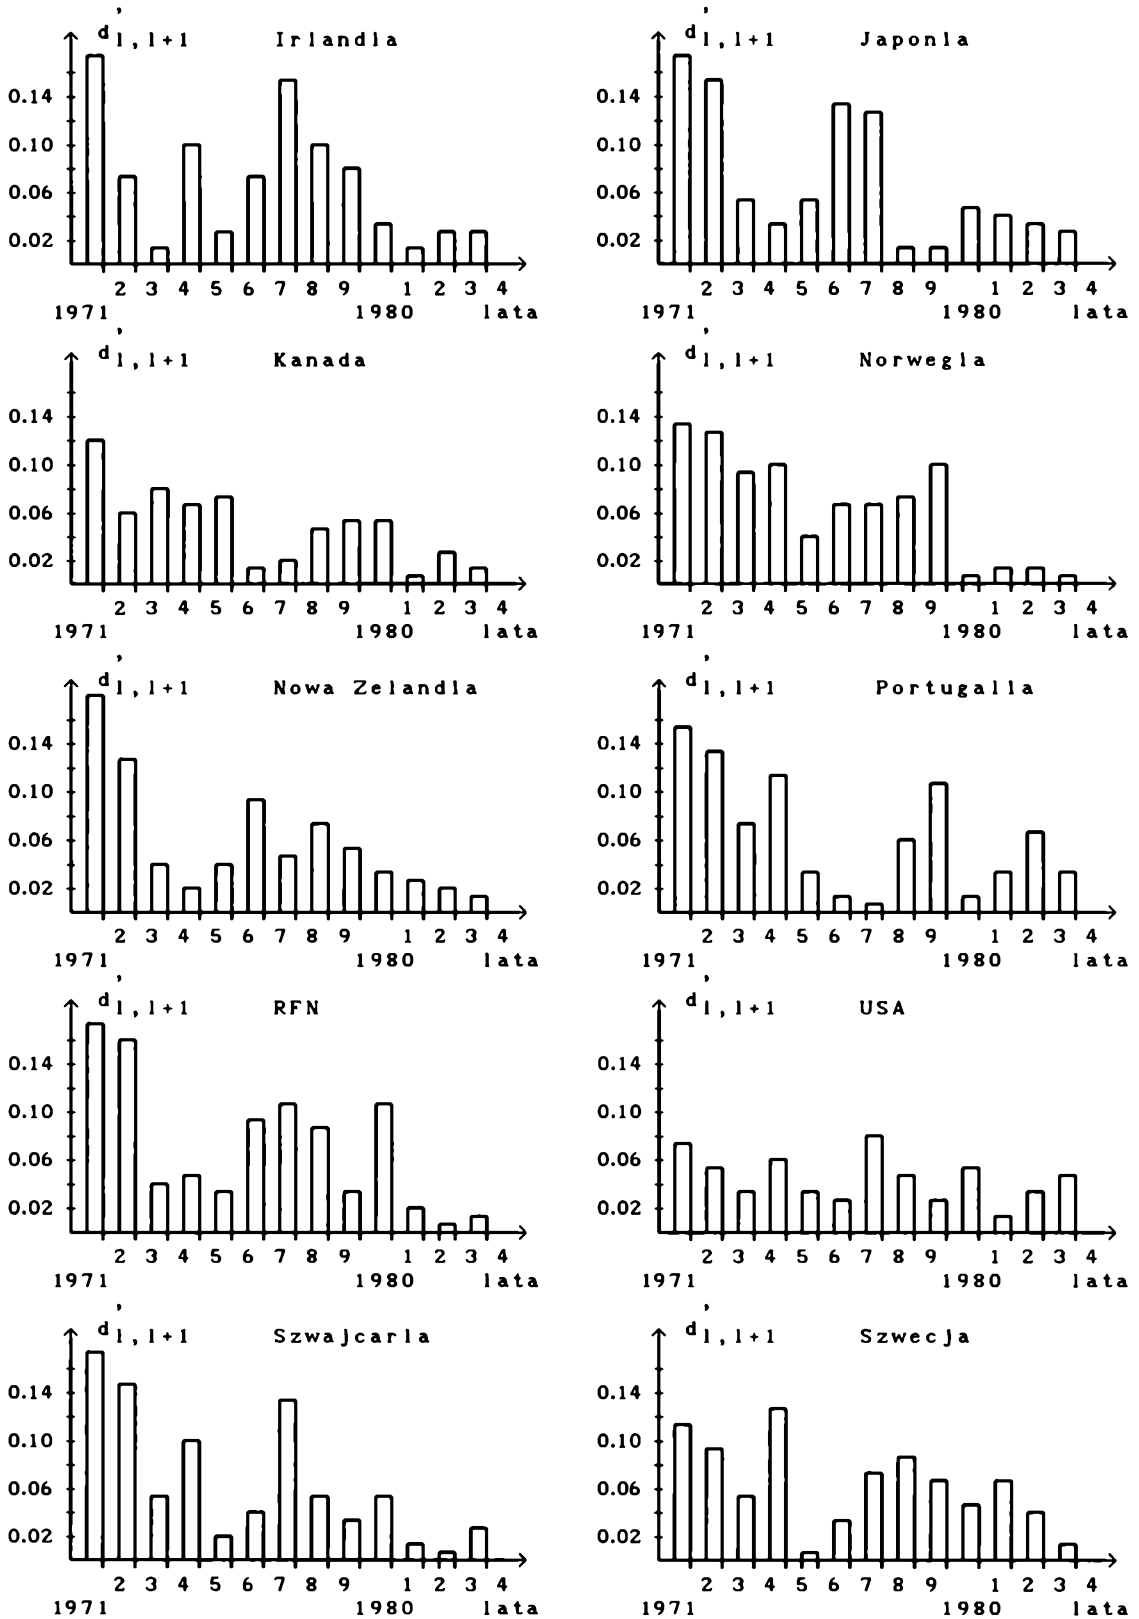 d'i,i+1 Irlandia
0.14
0.10
0.06
0.02
2 3 4 5 6 7 8 9 1 2 3 4
1971 1980 lata
d'i,i+1 Japonia
0.14
0.10
0.06
0.02
2 3 4 5 6 7 8 9 1 2 3 4
1971 1980 lata
d'i,i+1 Kanada
0.14
0.10
0.06
0.02
2 3 4 5 6 7 8 9 1 2 3 4
1971 1980 lata
d'i,i+1 Norwegia
0.14
0.10
0.06
0.02
2 3 4 5 6 7 8 9 1 2 3 4
1971 1980 lata
d'i,i+1 Nowa Zelandia
0.14
0.10
0.06
0.02
2 3 4 5 6 7 8 9 1 2 3 4
1971 1980 lata
d'i,i+1 Portugalia
0.14
0.10
0.06
0.02
2 3 4 5 6 7 8 9 1 2 3 4
1971 1980 lata
d'i,i+1 RFN
0.14
0.10
0.06
0.02
2 3 4 5 6 7 8 9 1 2 3 4
1971 1980 lata
d'i,i+1 USA
0.14
0.10
0.06
0.02
2 3 4 5 6 7 8 9 1 2 3 4
1971 1980 lata
d'i,i+1 Szwajcaria
0.14
0.10
0.06
0.02
2 3 4 5 6 7 8 9 1 2 3 4
1971 1980 lata
d'i,i+1 Szwecja
0.14
0.10
0.06
0.02
2 3 4 5 6 7 8 9 1 2 3 4
1971 1980 lata